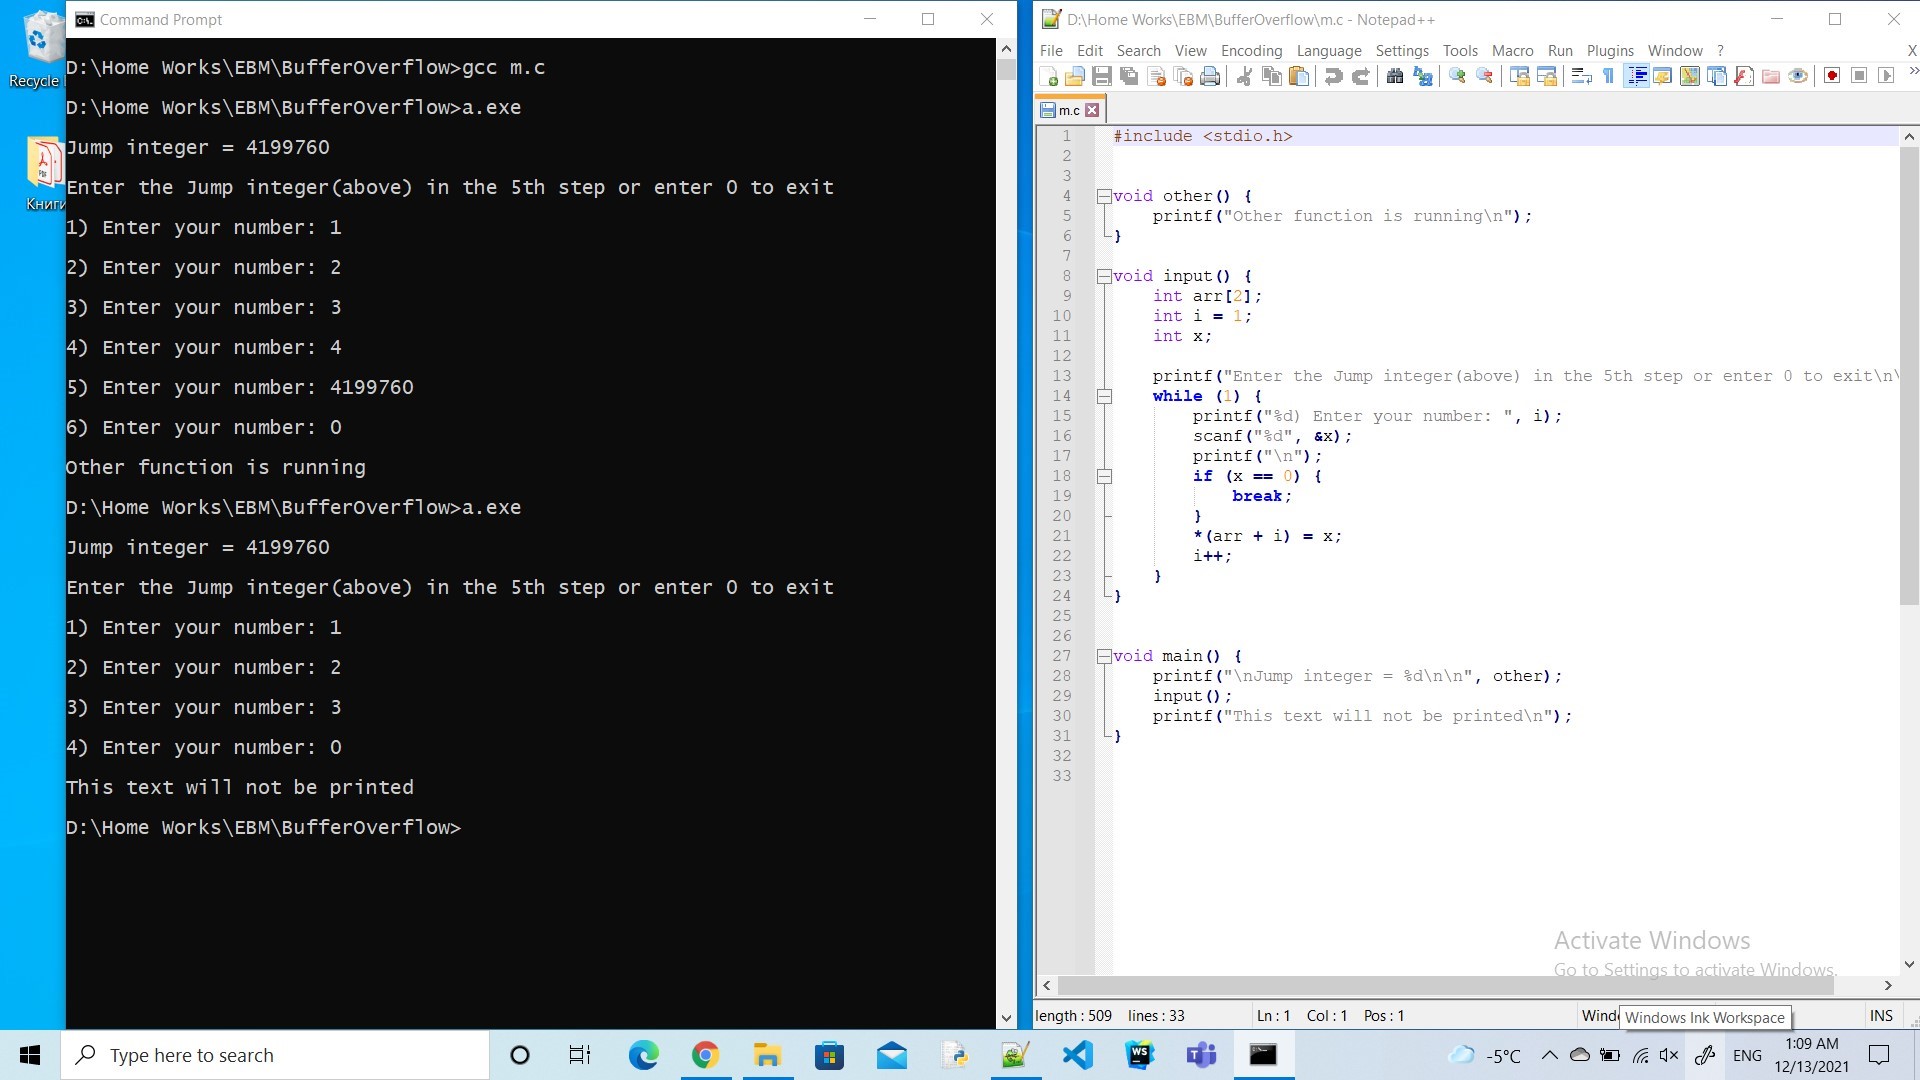 Recycle
Книги
Command Prompt
D:\Home Works\EBM\BufferOverflow>gcc m.c
D:\Home Works\EBM\BufferOverflow>a.exe
Jump integer = 4199760
Enter the Jump integer(above) in the 5th step or enter 0 to exit
1) Enter your number: 1
2) Enter your number: 2
3) Enter your number: 3
4) Enter your number: 4
5) Enter your number: 4199760
6) Enter your number: 0
Other function is running
D:\Home Works\EBM\BufferOverflow>a.exe
Jump integer = 4199760
Enter the Jump integer(above) in the 5th step or enter 0 to exit
1) Enter your number: 1
2) Enter your number: 2
3) Enter your number: 3
4) Enter your number: 0
This text will not be printed
D:\Home Works\EBM\BufferOverflow>
D:\Home Works\EBM\BufferOverflow\m.c - Notepad++
File Edit Search View Encoding Language Settings Tools Macro Run Plugins Window ? X
m.c
1 #include <stdio.h>
2
3
4 void other() {
5 printf("Other function is running\n");
6 }
7
8 void input() {
9 int arr[2];
10 int i = 1;
11 int x;
12
13 printf("Enter the Jump integer(above) in the 5th step or enter 0 to exit\n\
14 while (1) {
15 printf("%d) Enter your number: ", i);
16 scanf("%d", &x);
17 printf("\n");
18 if (x == 0) {
19 break;
20 }
21 *(arr + i) = x;
22 i++;
23 }
24 }
25
26
27 void main() {
28 printf("\nJump integer = %d\n\n", other);
29 input();
30 printf("This text will not be printed\n");
31 }
32
33
Activate Windows
Go to Settings to activate Windows.
length : 509 lines : 33 Ln : 1 Col : 1 Pos : 1 Windo INS
Windows Ink Workspace
Type here to search
-5°C ENG 1:09 AM
12/13/2021